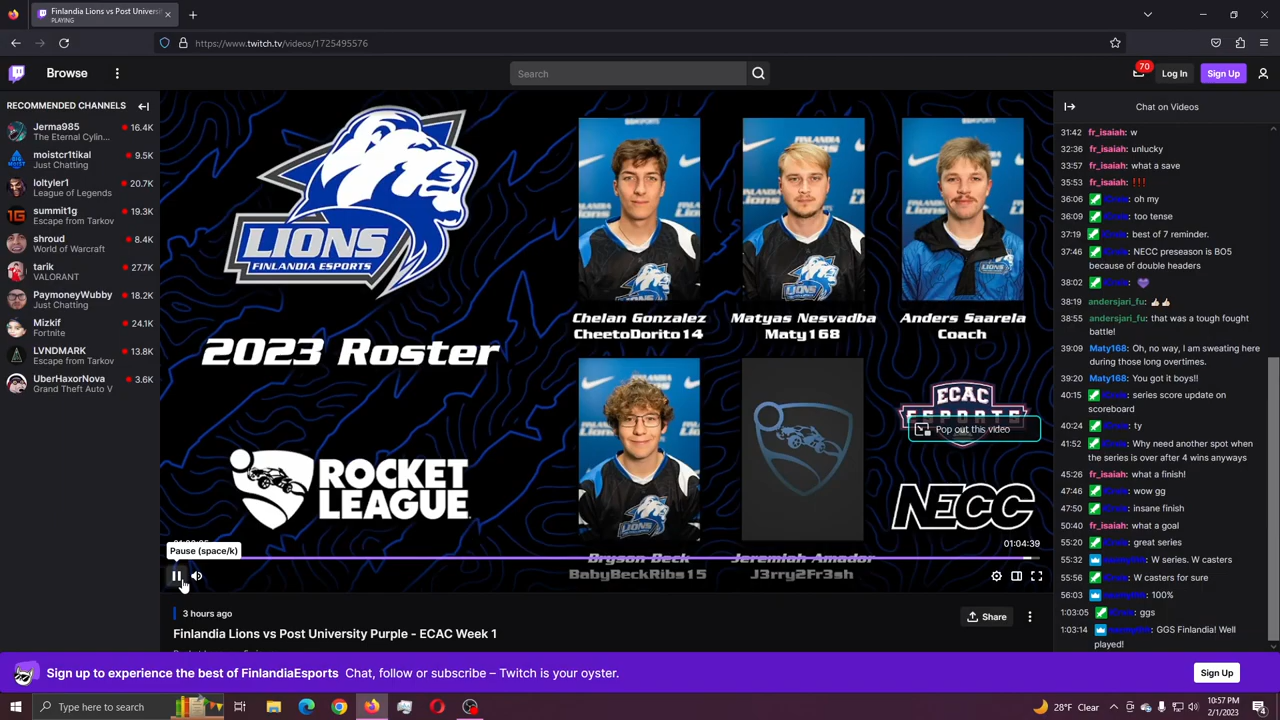 Finlandia Lions vs Post Universi
PLAYING
https://www.twitch.tv/videos/1725495576
Browse
Search
70
Log In
Sign Up
RECOMMENDED CHANNELS
Jerma985
The Eternal Cylin...
16.4K
moistcr1tikal
Just Chatting
9.5K
loltyler1
League of Legends
20.7K
summit1g
Escape from Tarkov
19.3K
shroud
World of Warcraft
8.4K
tarik
VALORANT
27.7K
PaymoneyWubby
Just Chatting
18.2K
Mizkif
Fortnite
24.1K
LVNDMARK
Escape from Tarkov
13.8K
UberHaxorNova
Grand Theft Auto V
3.6K
LIONS
FINLANDIA ESPORTS
2023 Roster
ROCKET
LEAGUE
Chelan Gonzalez
CheetoDorito14
Matyas Nesvadba
Maty168
Anders Saarela
Coach
Bryson Beck
BabyBeckRibs15
Jeremiah Amador
J3rry2Fr3sh
ECAC
ESPORTS
Pop out this video
NECC
Pause (space/k)
01:04:39
3 hours ago
Share
Finlandia Lions vs Post University Purple - ECAC Week 1
Chat on Videos
31:42 fr_isaiah: w
32:36 fr_isaiah: unlucky
33:57 fr_isaiah: what a save
35:53 fr_isaiah: !!!
36:06 oh my
36:09 too tense
37:19 best of 7 reminder.
37:46 NECC preseason is BO5
because of double headers
38:02
38:19 andersjari_fu: 👍🏻👍🏻
38:55 andersjari_fu: that was a tough fought
battle!
39:09 Maty168: Oh, no way, I am sweating here
during those long overtimes.
39:20 Maty168: You got it boys!!
40:15 series score update on
scoreboard
40:24 ty
41:52 Why need another spot when
the series is over after 4 wins anyways
45:26 fr_isaiah: what a finish!
47:46 wow gg
47:50 insane finish
50:40 fr_isaiah: what a goal
55:20 great series
55:32 W series. W casters
55:56 W casters for sure
56:03 100%
1:03:05 ggs
1:03:14 GGS Finlandia! Well
played!
Sign up to experience the best of FinlandiaEsports Chat, follow or subscribe – Twitch is your oyster.
Sign Up
Type here to search
28°F Clear
10:57 PM
2/1/2023
4